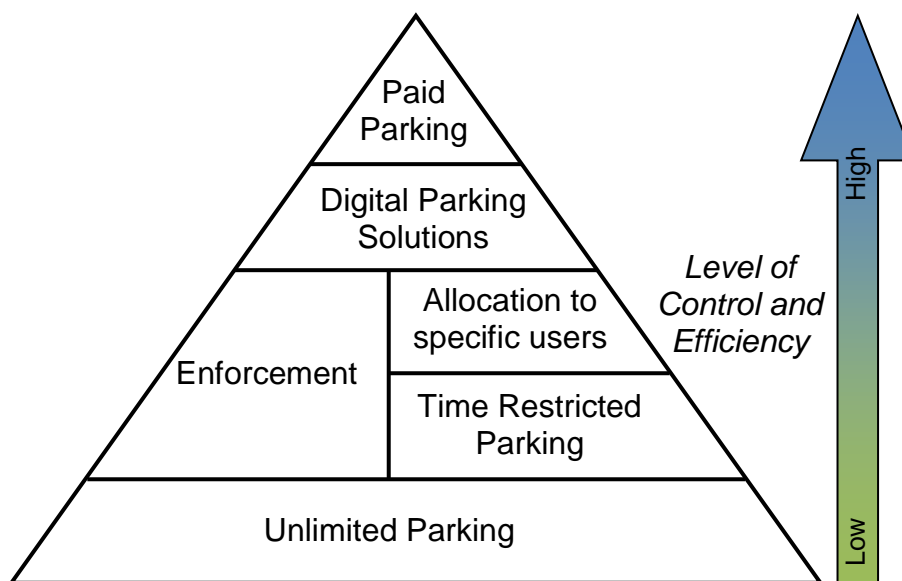 Paid
Parking
Digital Parking
Solutions
Allocation to
specific users
Enforcement
Time Restricted
Parking
Unlimited Parking
Level of
Control and
Efficiency
High
Low